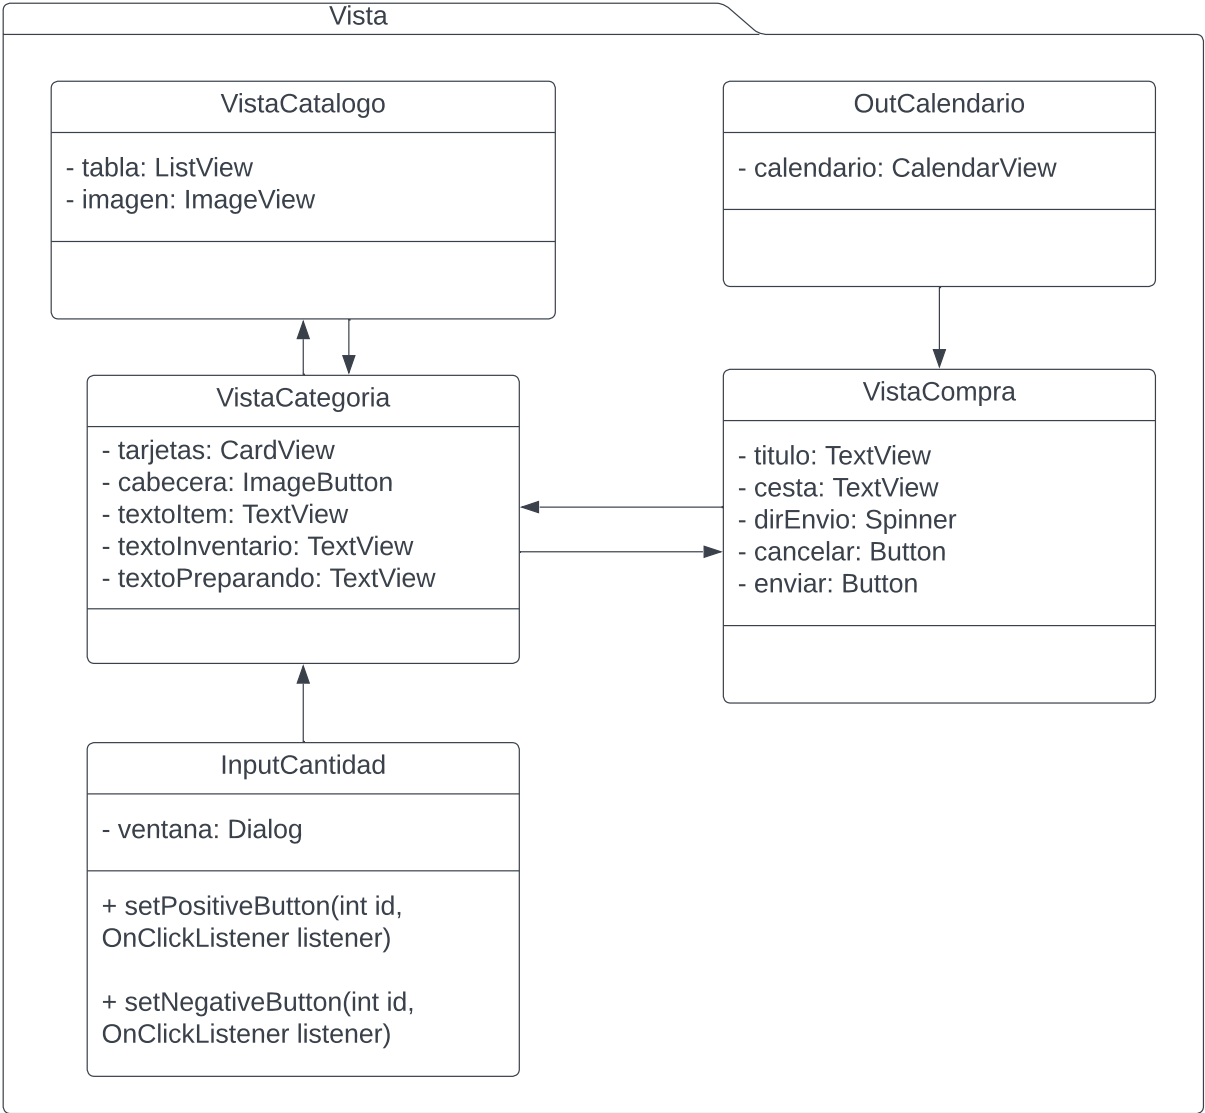 Vista
VistaCatalogo
- tabla: ListView
- imagen: ImageView
OutCalendario
- calendario: CalendarView
VistaCategoria
- tarjetas: CardView
- cabecera: ImageButton
- textoItem: TextView
- textoInventario: TextView
- textoPreparando: TextView
VistaCompra
- titulo: TextView
- cesta: TextView
- dirEnvio: Spinner
- cancelar: Button
- enviar: Button
InputCantidad
- ventana: Dialog
+ setPositiveButton(int id,
OnClickListener listener)
+ setNegativeButton(int id,
OnClickListener listener)